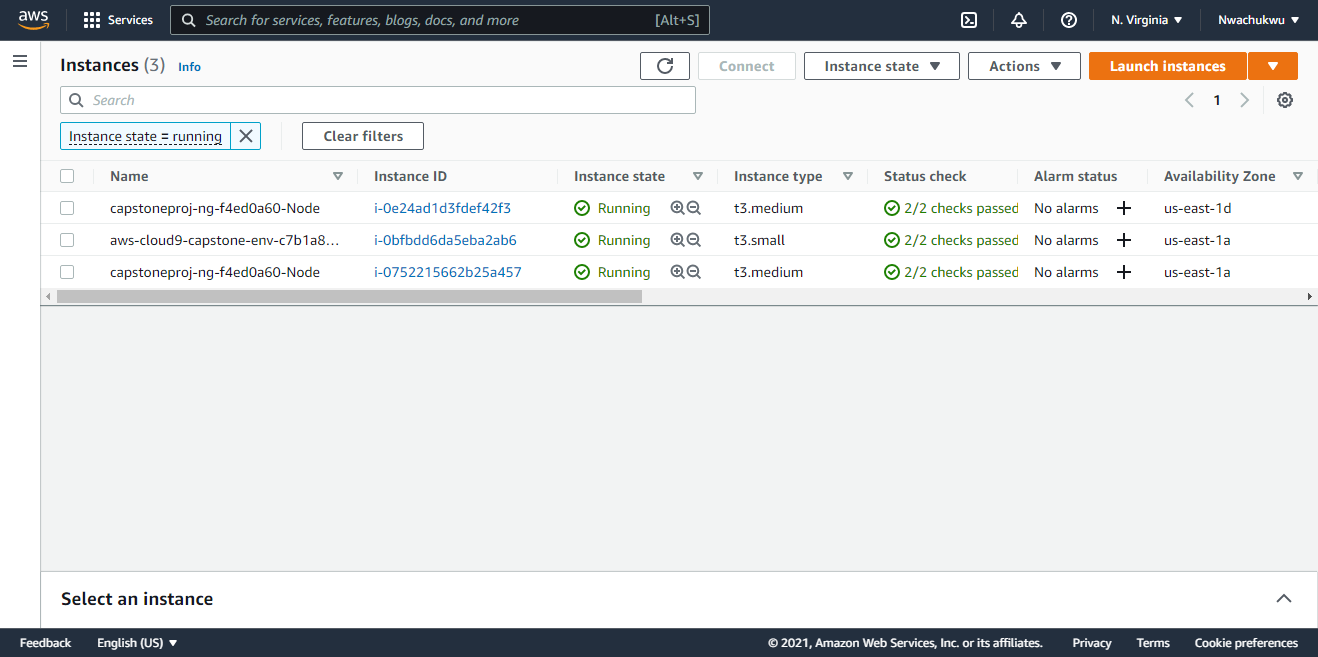 aws Services Search for services, features, blogs, docs, and more [Alt+S] N. Virginia Nwachukwu
Instances (3) Info Connect Instance state Actions Launch instances
Search 1
Instance state = running Clear filters
Name Instance ID Instance state Instance type Status check Alarm status Availability Zone
capstoneproj-ng-f4ed0a60-Node i-0e24ad1d3fdef42f3 Running t3.medium 2/2 checks passed No alarms us-east-1d
aws-cloud9-capstone-env-c7b1a8... i-0bfbdd6da5eba2ab6 Running t3.small 2/2 checks passed No alarms us-east-1a
capstoneproj-ng-f4ed0a60-Node i-0752215662b25a457 Running t3.medium 2/2 checks passed No alarms us-east-1a
Select an instance
Feedback English (US) © 2021, Amazon Web Services, Inc. or its affiliates. Privacy Terms Cookie preferences